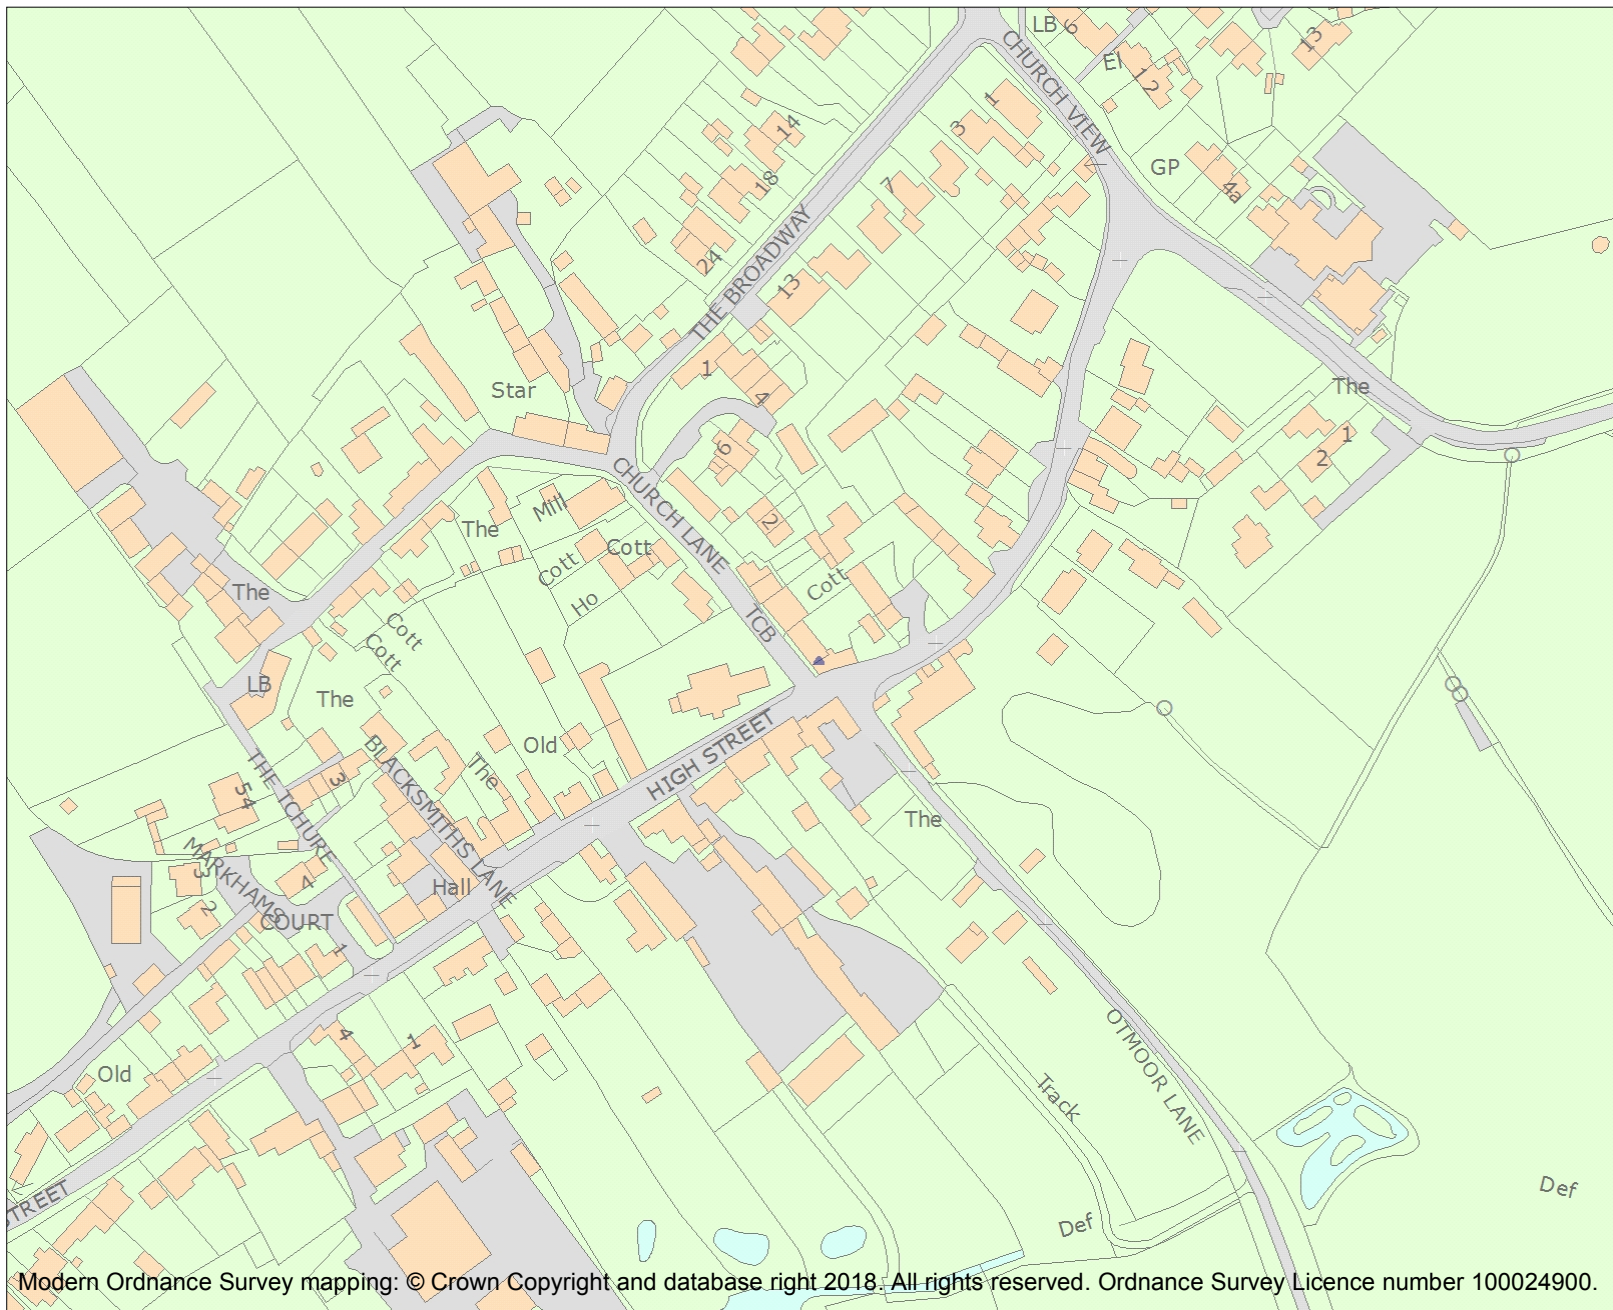 LB
6
CHURCH VIEW
El
12
13
1
3
14
GP
18
7
4a
24
THE BROADWAY
13
1
Star
4
The
6
1
2
CHURCH LANE
Mill
The
2
Cott
Cott
Cott
The
Ho
TCB
Cott
Cott
LB
The
Old
The
HIGH STREET
BLACKSMITHS LANE
THE TCHURE
3
54
The
MARKHAMS
COURT
3
4
2
Hall
1
4
1
Old
OTMOOR LANE
Track
Def
Def
STREET
Modern Ordnance Survey mapping: © Crown Copyright and database right 2018. All rights reserved. Ordnance Survey Licence number 100024900.